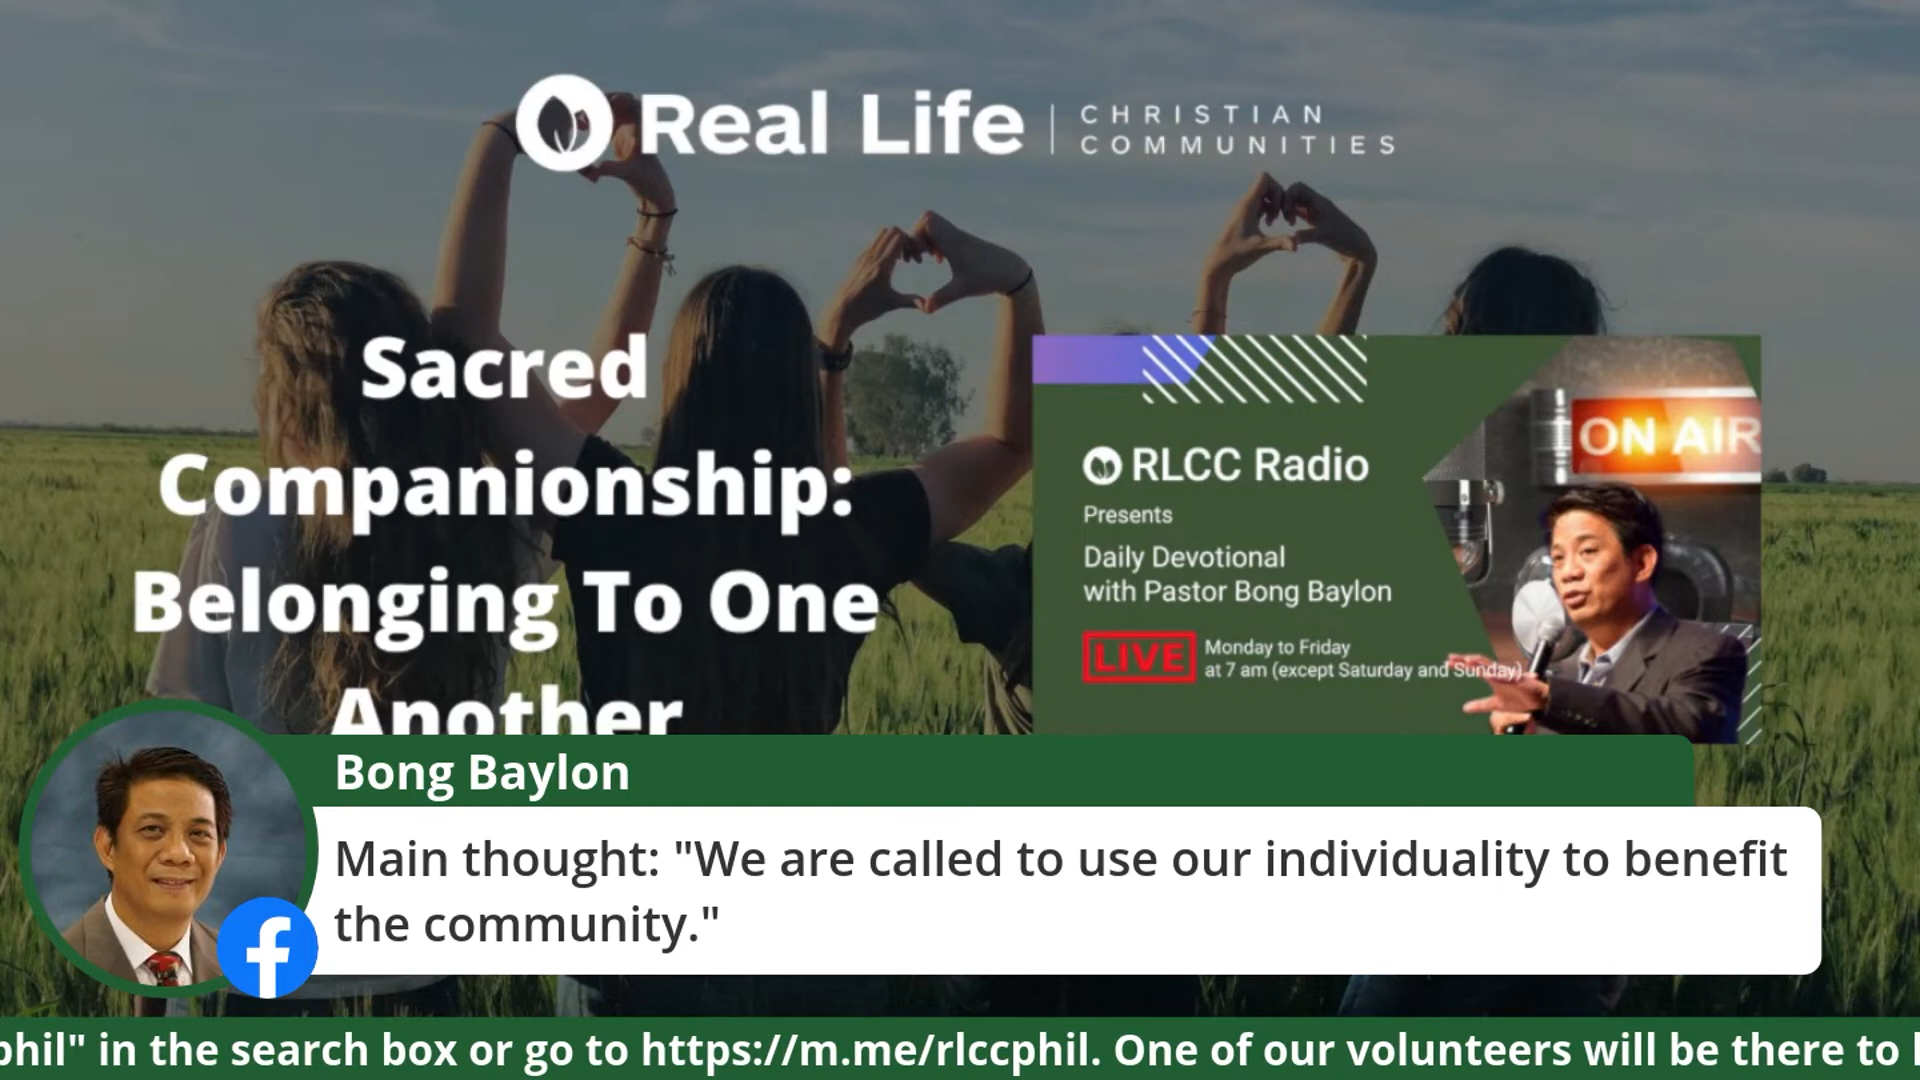 Real Life
CHRISTIAN
COMMUNITIES
Sacred
Companionship:
Belonging To One
Another
ON AIR
RLCC Radio
Presents
Daily Devotional
with Pastor Bong Baylon
LIVE
Monday to Friday
at 7 am (except Saturday and Sunday)
Bong Baylon
Main thought: "We are called to use our individuality to benefit
the community."
phil" in the search box or go to https://m.me/rlccphil. One of our volunteers will be there to